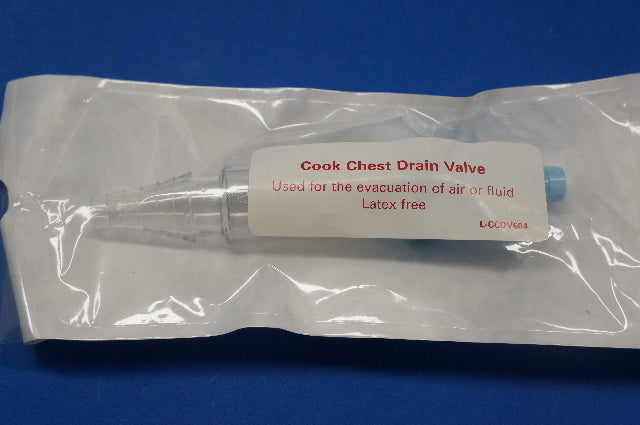 Cook Chest Drain Valve
Used for the evacuation of air or fluid
Latex free
L-CCDV604